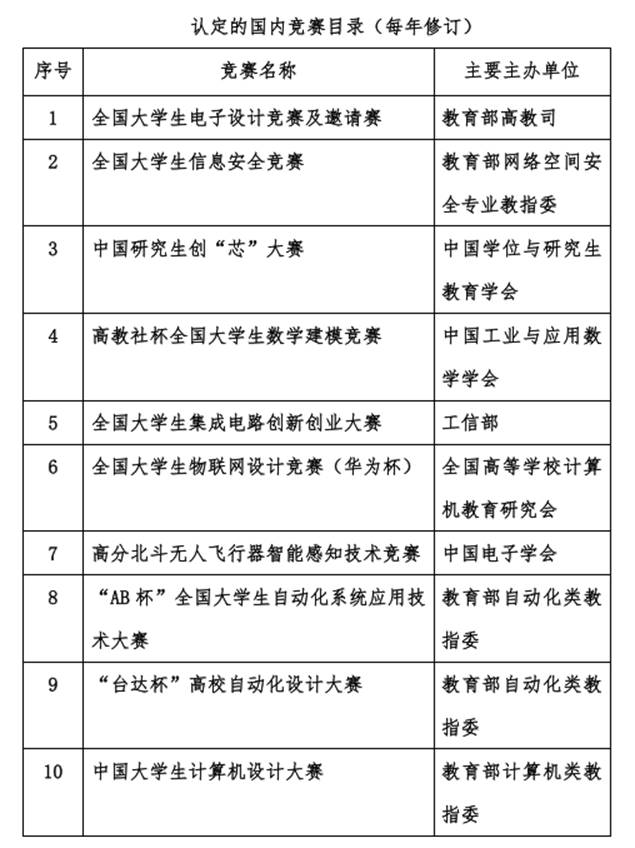 认定的国内竞赛目录（每年修订）
序号 竞赛名称 主要主办单位
1 全国大学生电子设计竞赛及邀请赛 教育部高教司
2 全国大学生信息安全竞赛 教育部网络空间安
全专业教指委
3 中国研究生创“芯”大赛 中国学位与研究生
教育学会
4 高教社杯全国大学生数学建模竞赛 中国工业与应用数
学学会
5 全国大学生集成电路创新创业大赛 工信部
6 全国大学生物联网设计竞赛（华为杯） 全国高等学校计算
机教育研究会
7 高分北斗无人飞行器智能感知技术竞赛 中国电子学会
8 “AB 杯”全国大学生自动化系统应用技 教育部自动化类教
术大赛 指委
9 “台达杯”高校自动化设计大赛 教育部自动化类教
指委
10 中国大学生计算机设计大赛 教育部计算机类教
指委